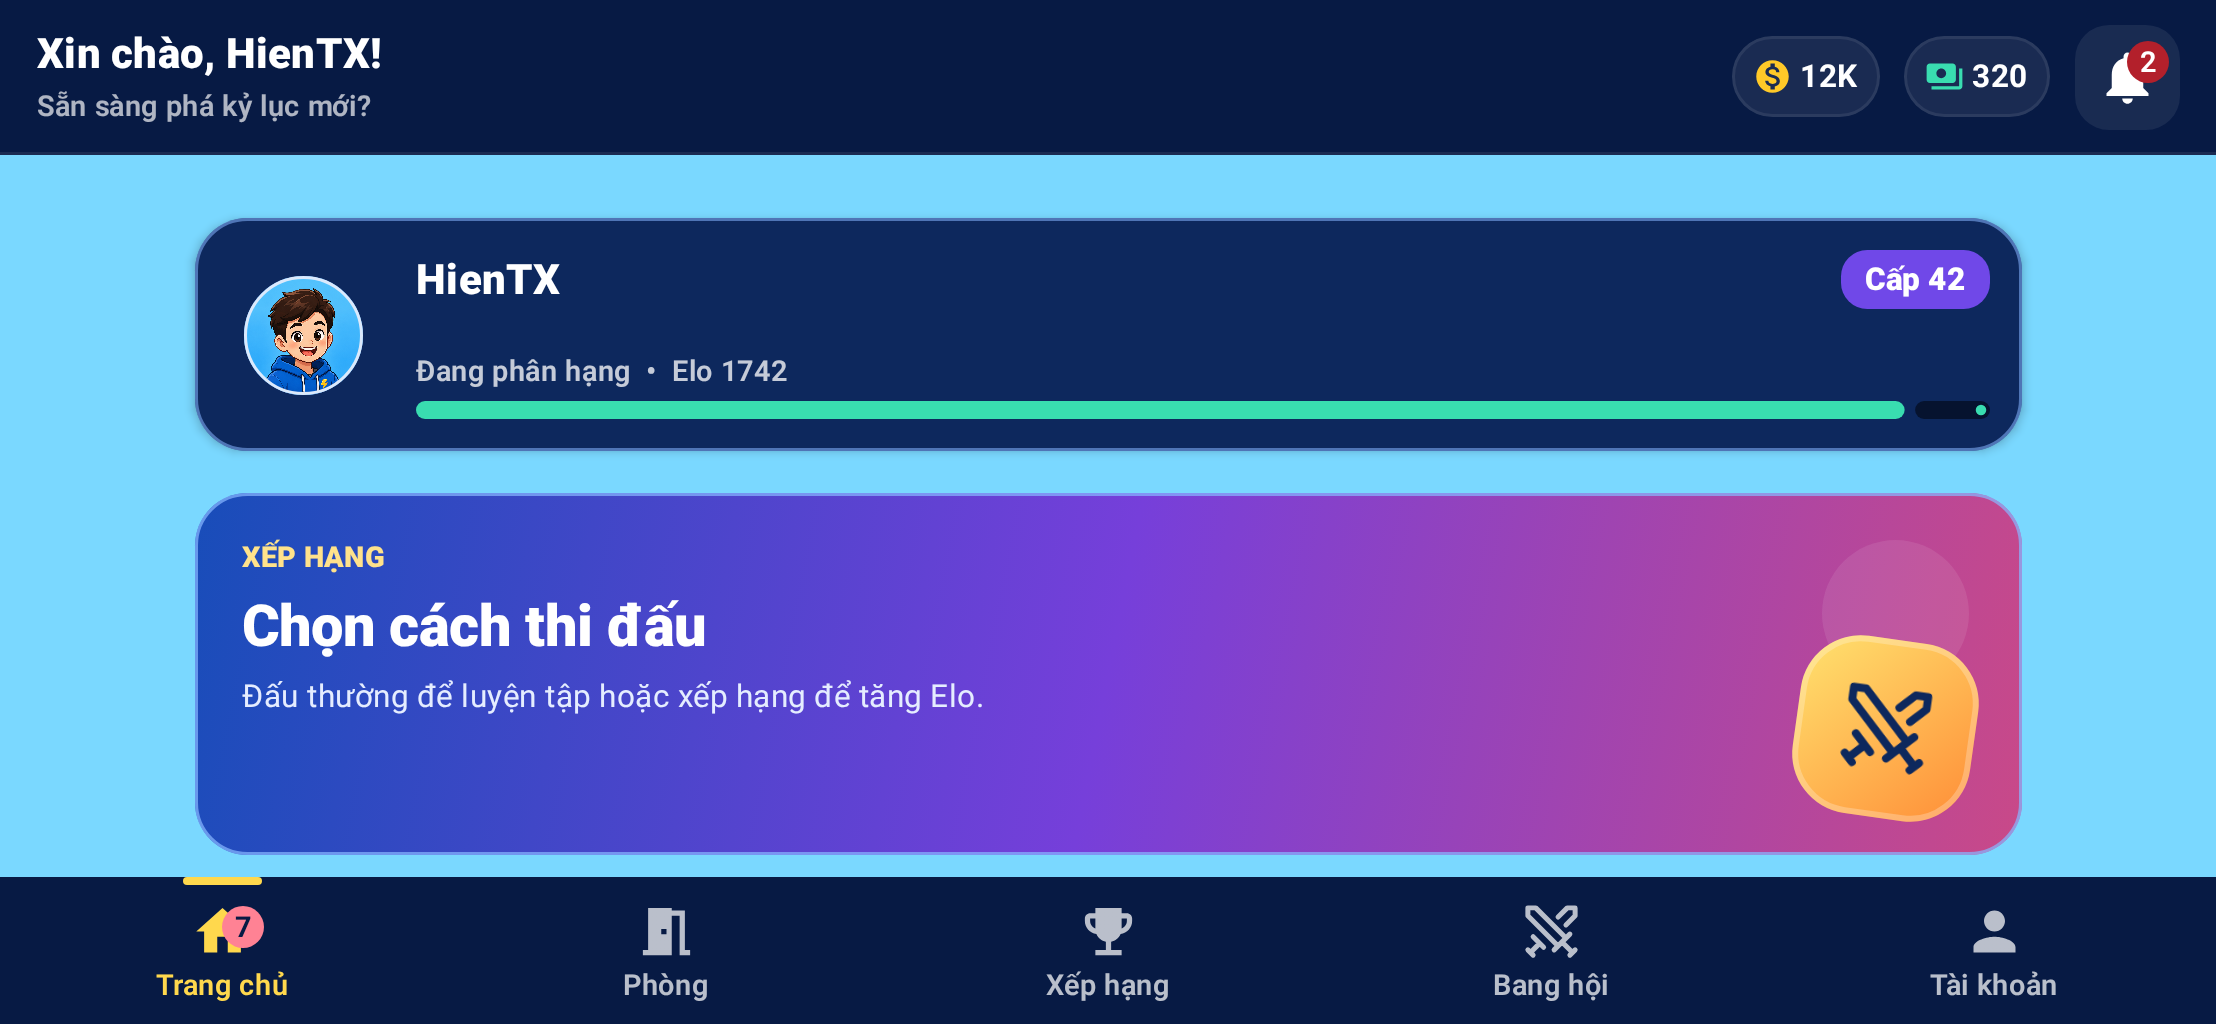 Xin chào, HienTX!
Sẵn sàng phá kỷ lục mới?
12K
320
2
HienTX
Cấp 42
Đang phân hạng • Elo 1742
XẾP HẠNG
Chọn cách thi đấu
Đấu thường để luyện tập hoặc xếp hạng để tăng Elo.
7
Trang chủ
Phòng
Xếp hạng
Bang hội
Tài khoản